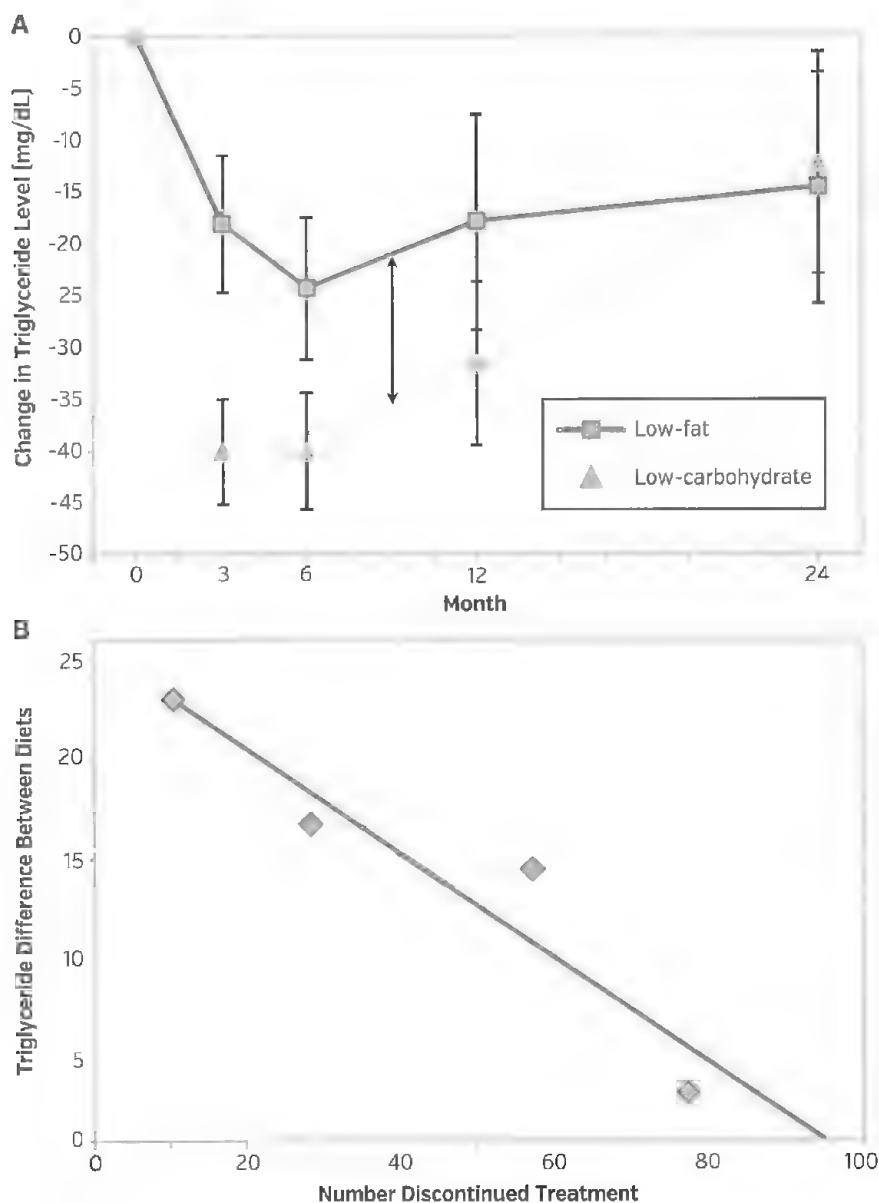 A
Change in Triglyceride Level [mg/dL]
0
-5
-10
-15
-20
25
-30
-35
-40
-45
-50
0 3 6 12 24
Month
Low-fat
Low-carbohydrate
B
Triglyceride Difference Between Diets
25
20
15
10
5
0
0 20 40 60 80 100
Number Discontinued Treatment